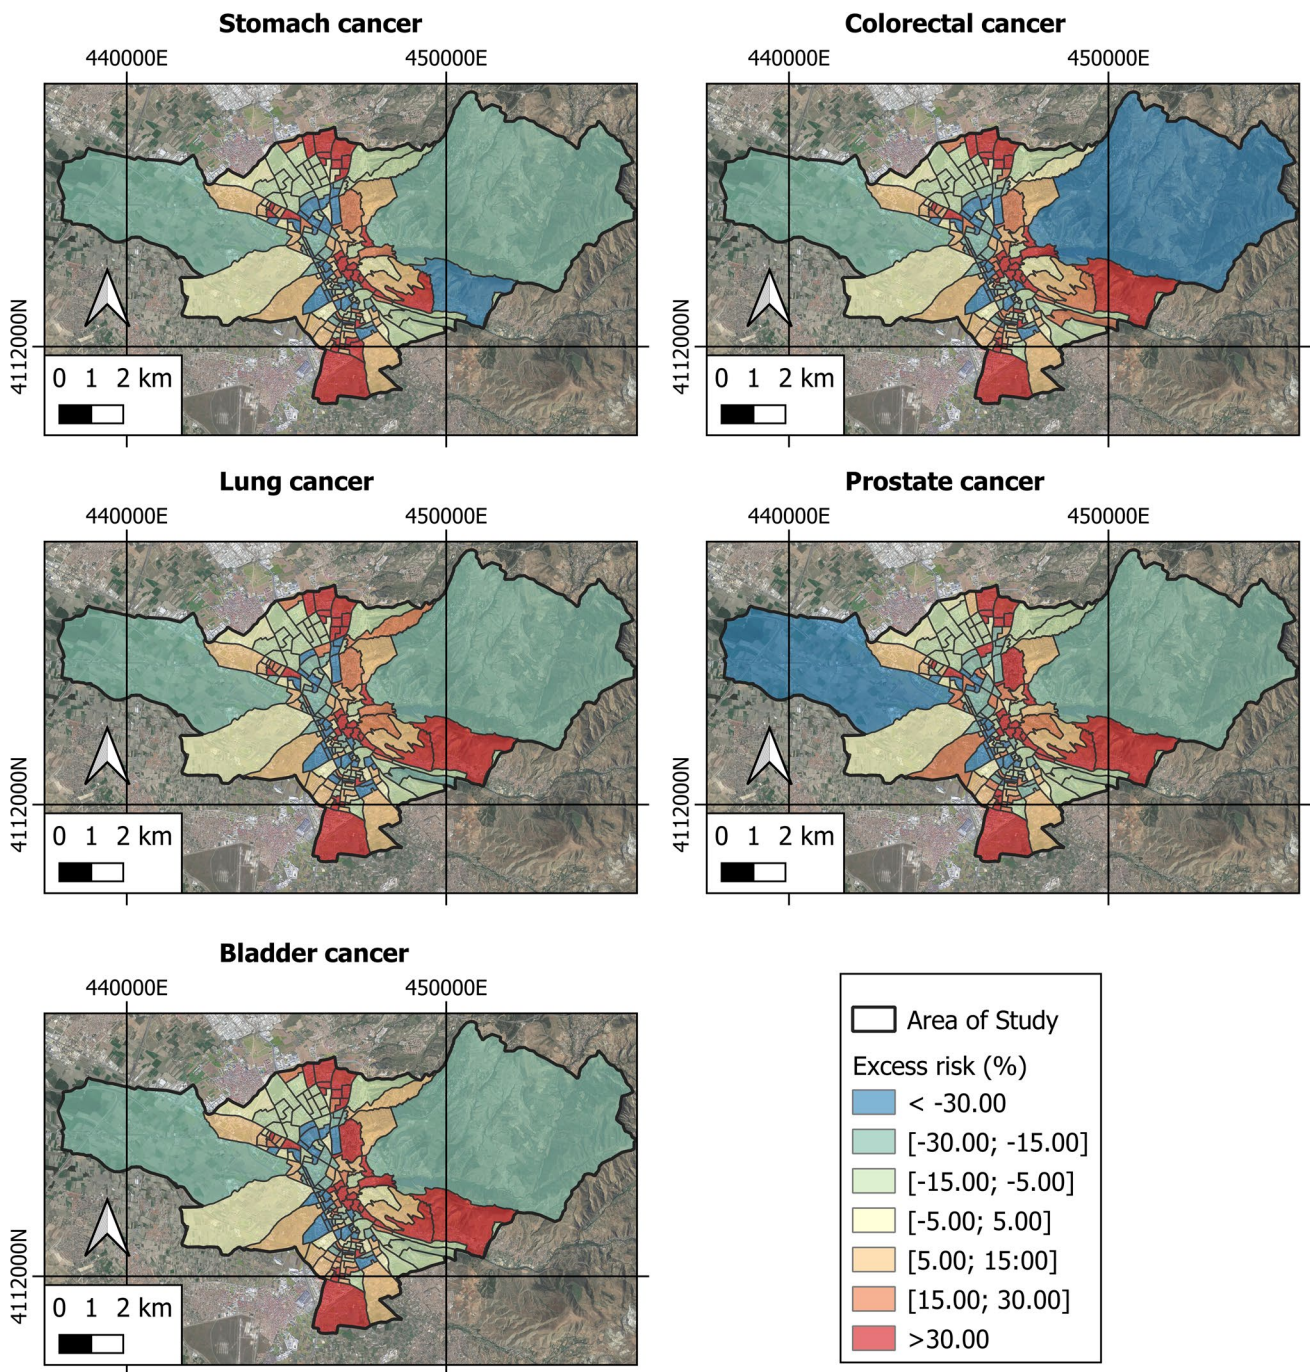 Stomach cancer
Colorectal cancer
440000E
450000E
440000E
450000E
4112000N
4112000N
0 1 2 km
0 1 2 km
Lung cancer
Prostate cancer
440000E
450000E
440000E
450000E
4112000N
4112000N
0 1 2 km
0 1 2 km
Bladder cancer
440000E
450000E
4112000N
0 1 2 km
Area of Study
Excess risk (%)
< -30.00
[-30.00; -15.00]
[-15.00; -5.00]
[-5.00; 5.00]
[5.00; 15:00]
[15.00; 30.00]
>30.00